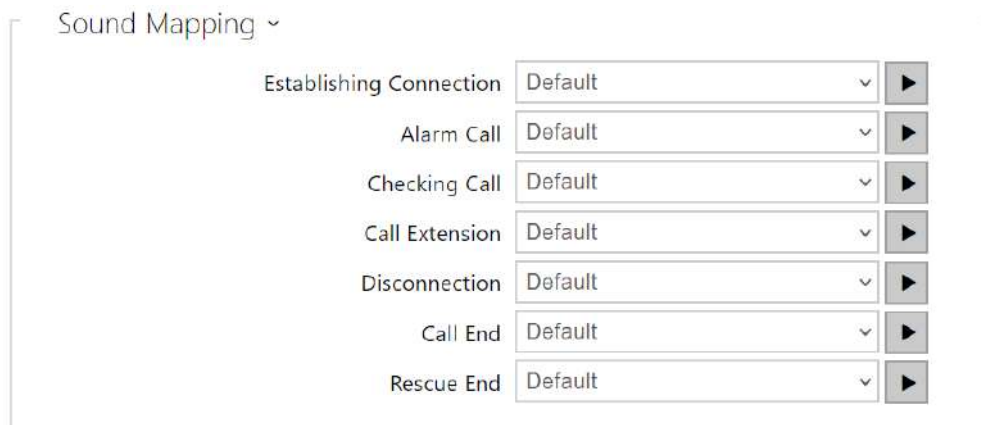 Sound Mapping
Establishing Connection Default
Alarm Call Default
Checking Call Default
Call Extension Default
Disconnection Default
Call End Default
Rescue End Default